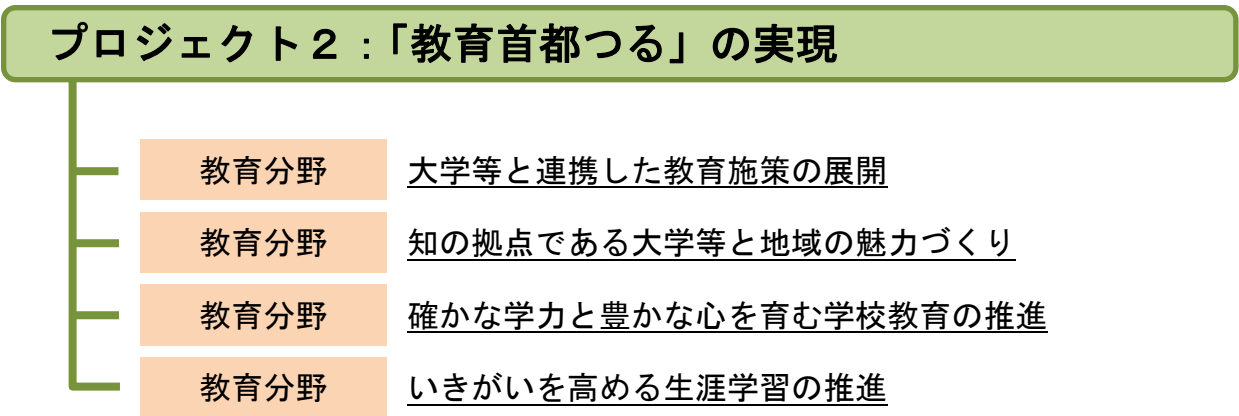 プロジェクト２：「教育首都つる」の実現
教育分野 大学等と連携した教育施策の展開
教育分野 知の拠点である大学等と地域の魅力づくり
教育分野 確かな学力と豊かな心を育む学校教育の推進
教育分野 いきがいを高める生涯学習の推進